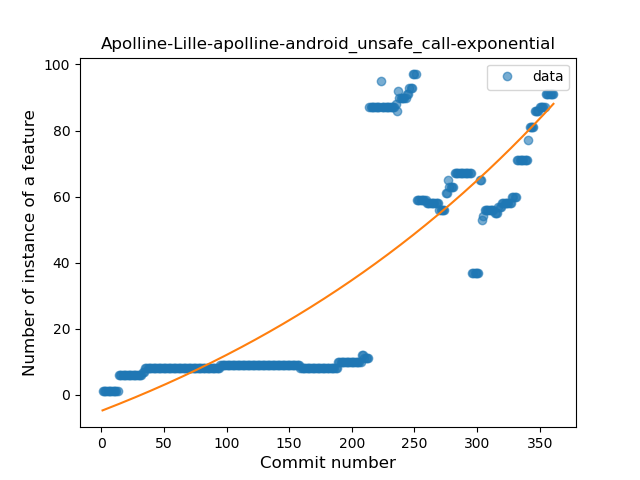 Apolline-Lille-apolline-android_unsafe_call-exponential
data
Number of instance of a feature
100
80
60
40
20
0
0 50 100 150 200 250 300 350
Commit number